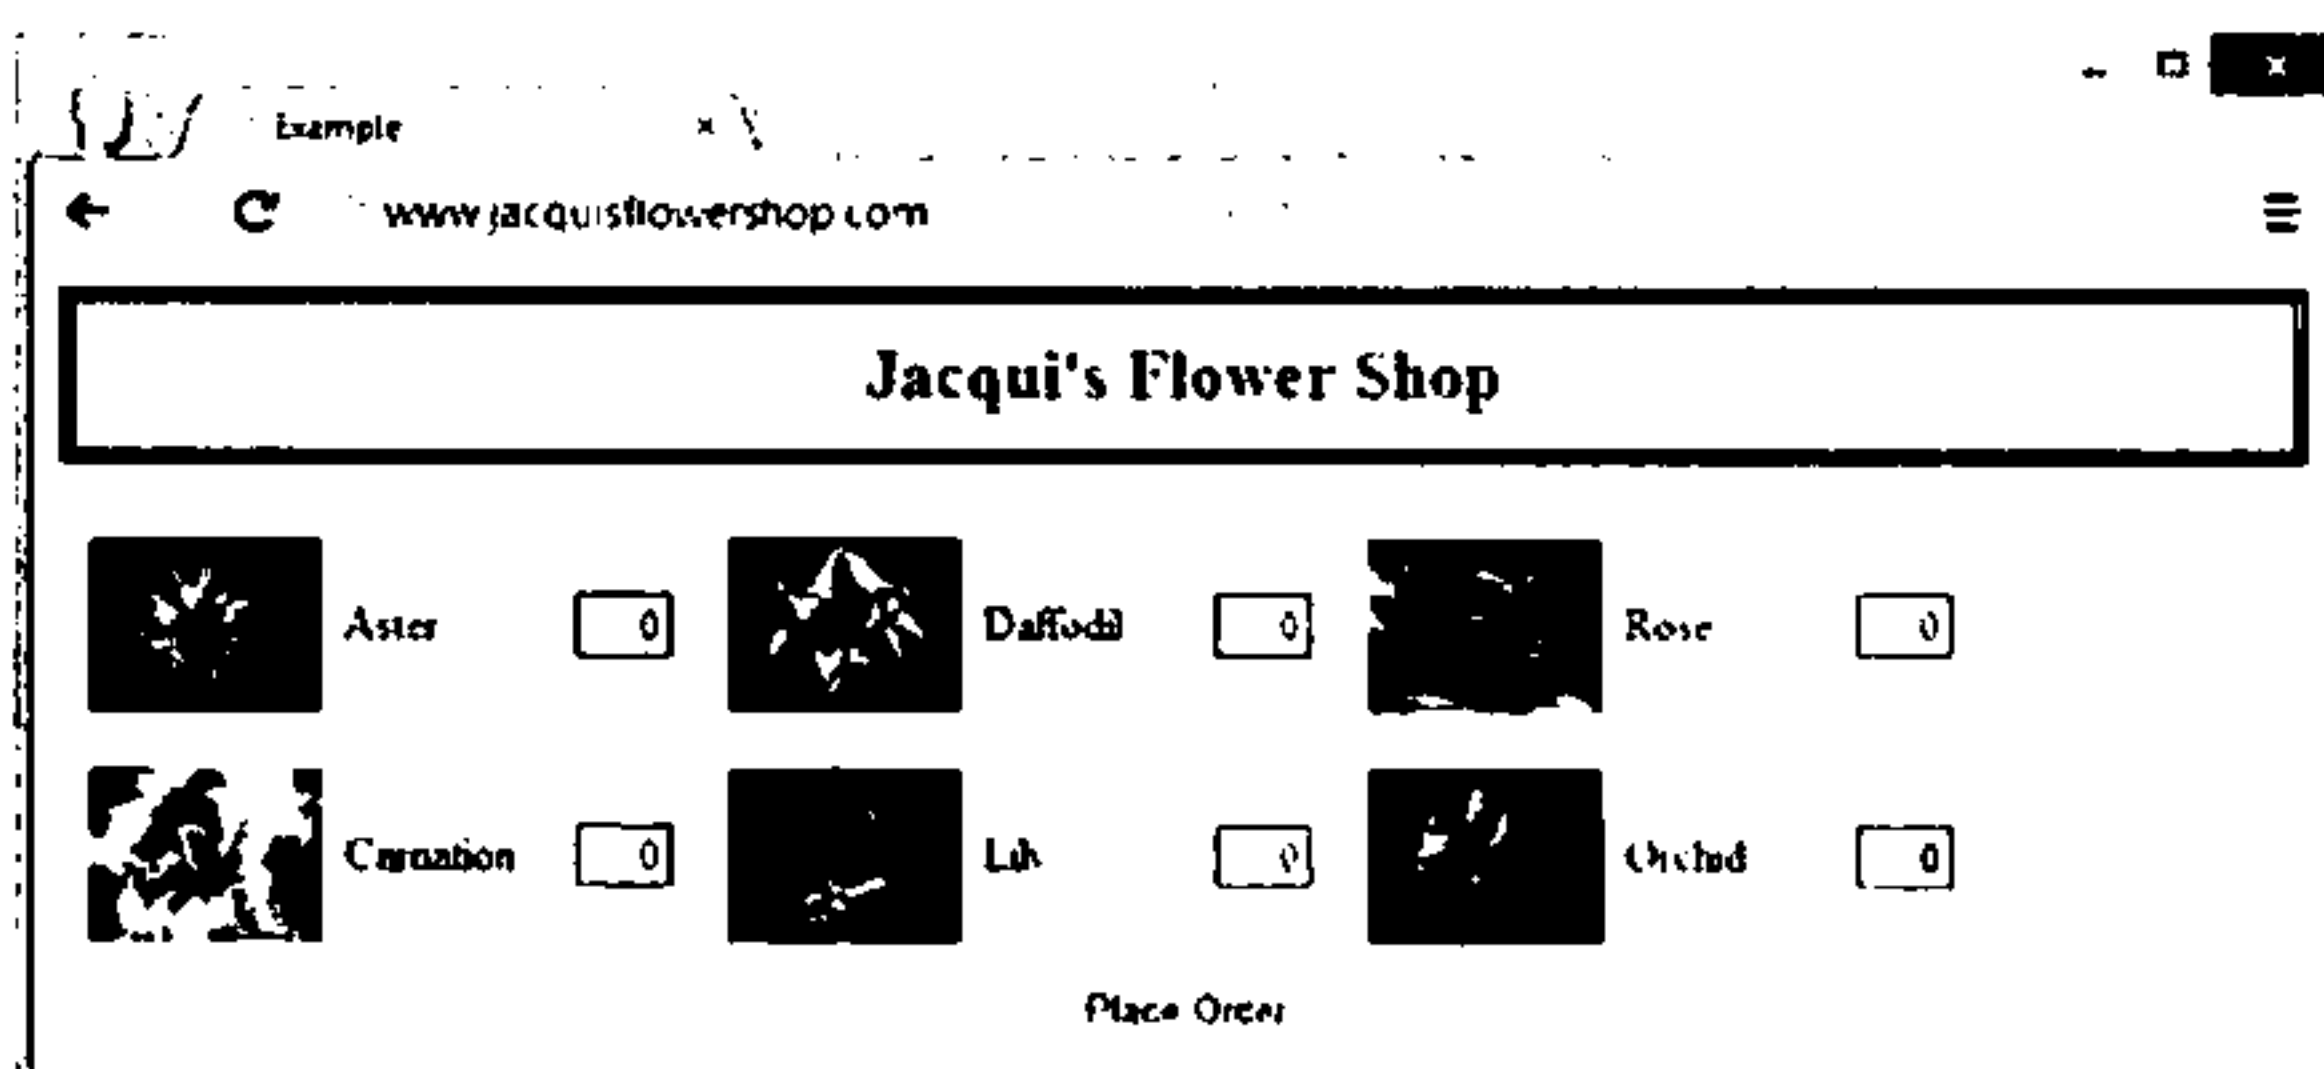 Example
www.jacquisflowershop.com
Jacqui's Flower Shop
Aster 0 Daffodil 0 Rose 0
Carnation 0 Lily 0 Orchid 0
Place Order